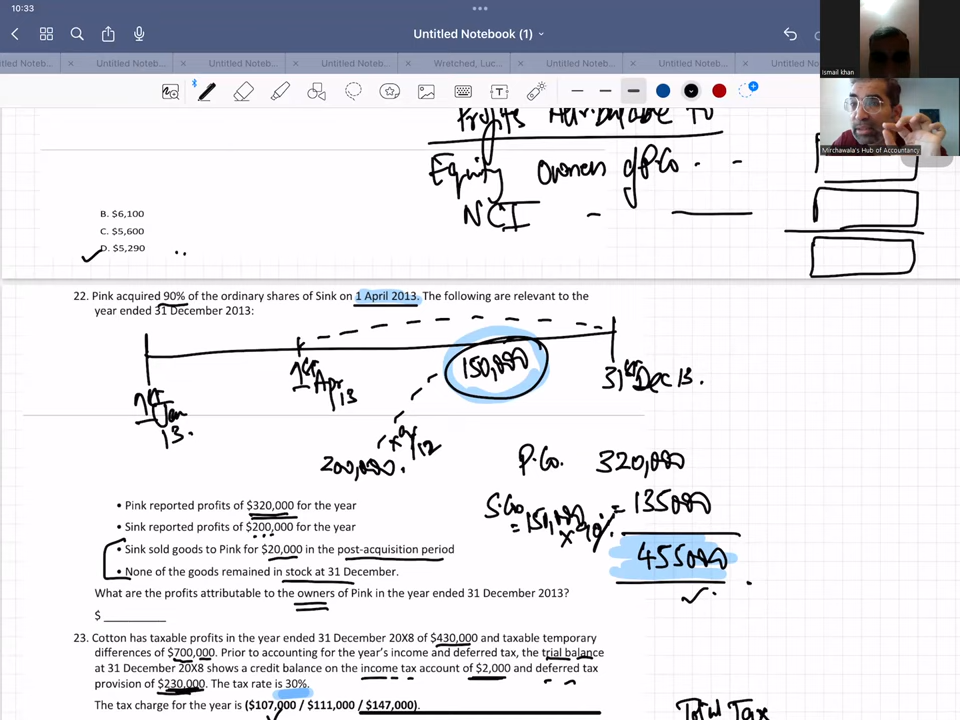 10:33
Untitled Notebook (1)
Untitled Noteb...
Untitled Noteb...
Untitled Noteb...
Untitled Noteb...
Wretched, Luc...
Untitled Noteb...
Untitled Noteb...
Untitled Noteb
Ismail khan
Mirchawala's Hub of Accountancy
Profits Attributable to
Equity Owners of P.Co. -
NCI -
B. $6,100
C. $5,600
D. $5,290
22. Pink acquired 90% of the ordinary shares of Sink on 1 April 2013. The following are relevant to the
year ended 31 December 2013:
1st Jan 13.
1st Apr 13
150,000
31st Dec 13.
x 9/12
200,000.
P.Co. 320,000
S.Co = 150,000 x 90% = 135000
455000
• Pink reported profits of $320,000 for the year
• Sink reported profits of $200,000 for the year
• Sink sold goods to Pink for $20,000 in the post-acquisition period
• None of the goods remained in stock at 31 December.
What are the profits attributable to the owners of Pink in the year ended 31 December 2013?
$ __________
23. Cotton has taxable profits in the year ended 31 December 20X8 of $430,000 and taxable temporary
differences of $700,000. Prior to accounting for the year's income and deferred tax, the trial balance
at 31 December 20X8 shows a credit balance on the income tax account of $2,000 and deferred tax
provision of $230,000. The tax rate is 30%.
The tax charge for the year is ($107,000 / $111,000 / $147,000).
Total Tax